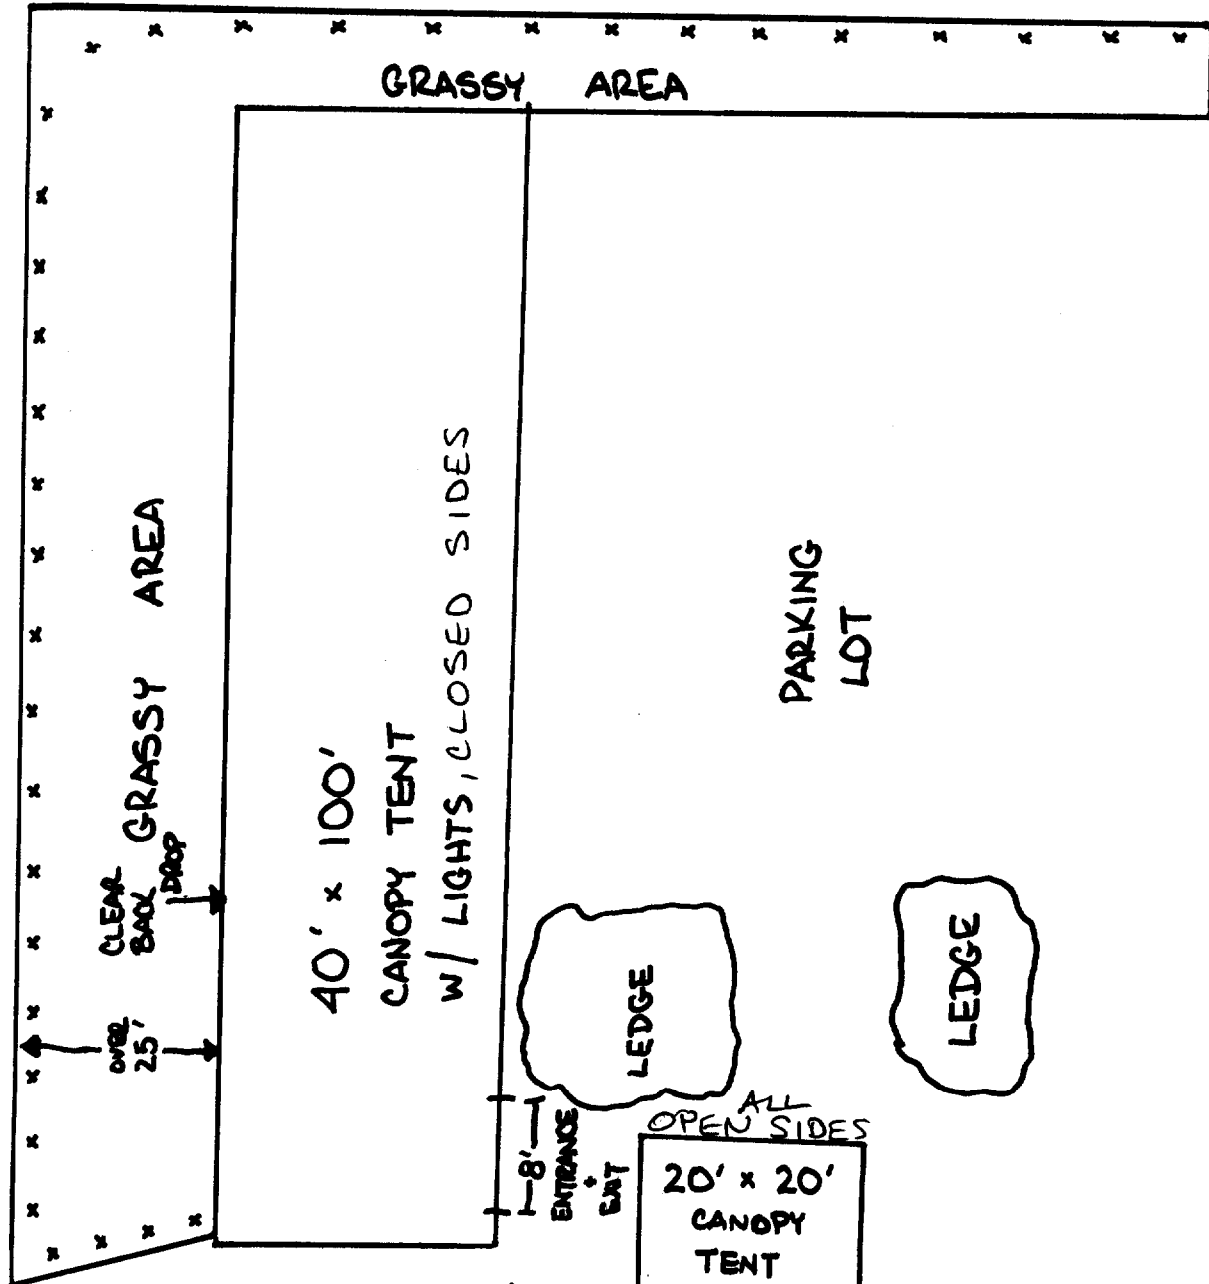 GRASSY AREA
GRASSY AREA
CLEAR
BACK
DROP
OVER
25'
40' x 100'
CANOPY TENT
W/ LIGHTS, CLOSED SIDES
PARKING
LOT
LEDGE
LEDGE
8'
ENTRANCE
+
EXIT
ALL
OPEN SIDES
20' x 20'
CANOPY
TENT